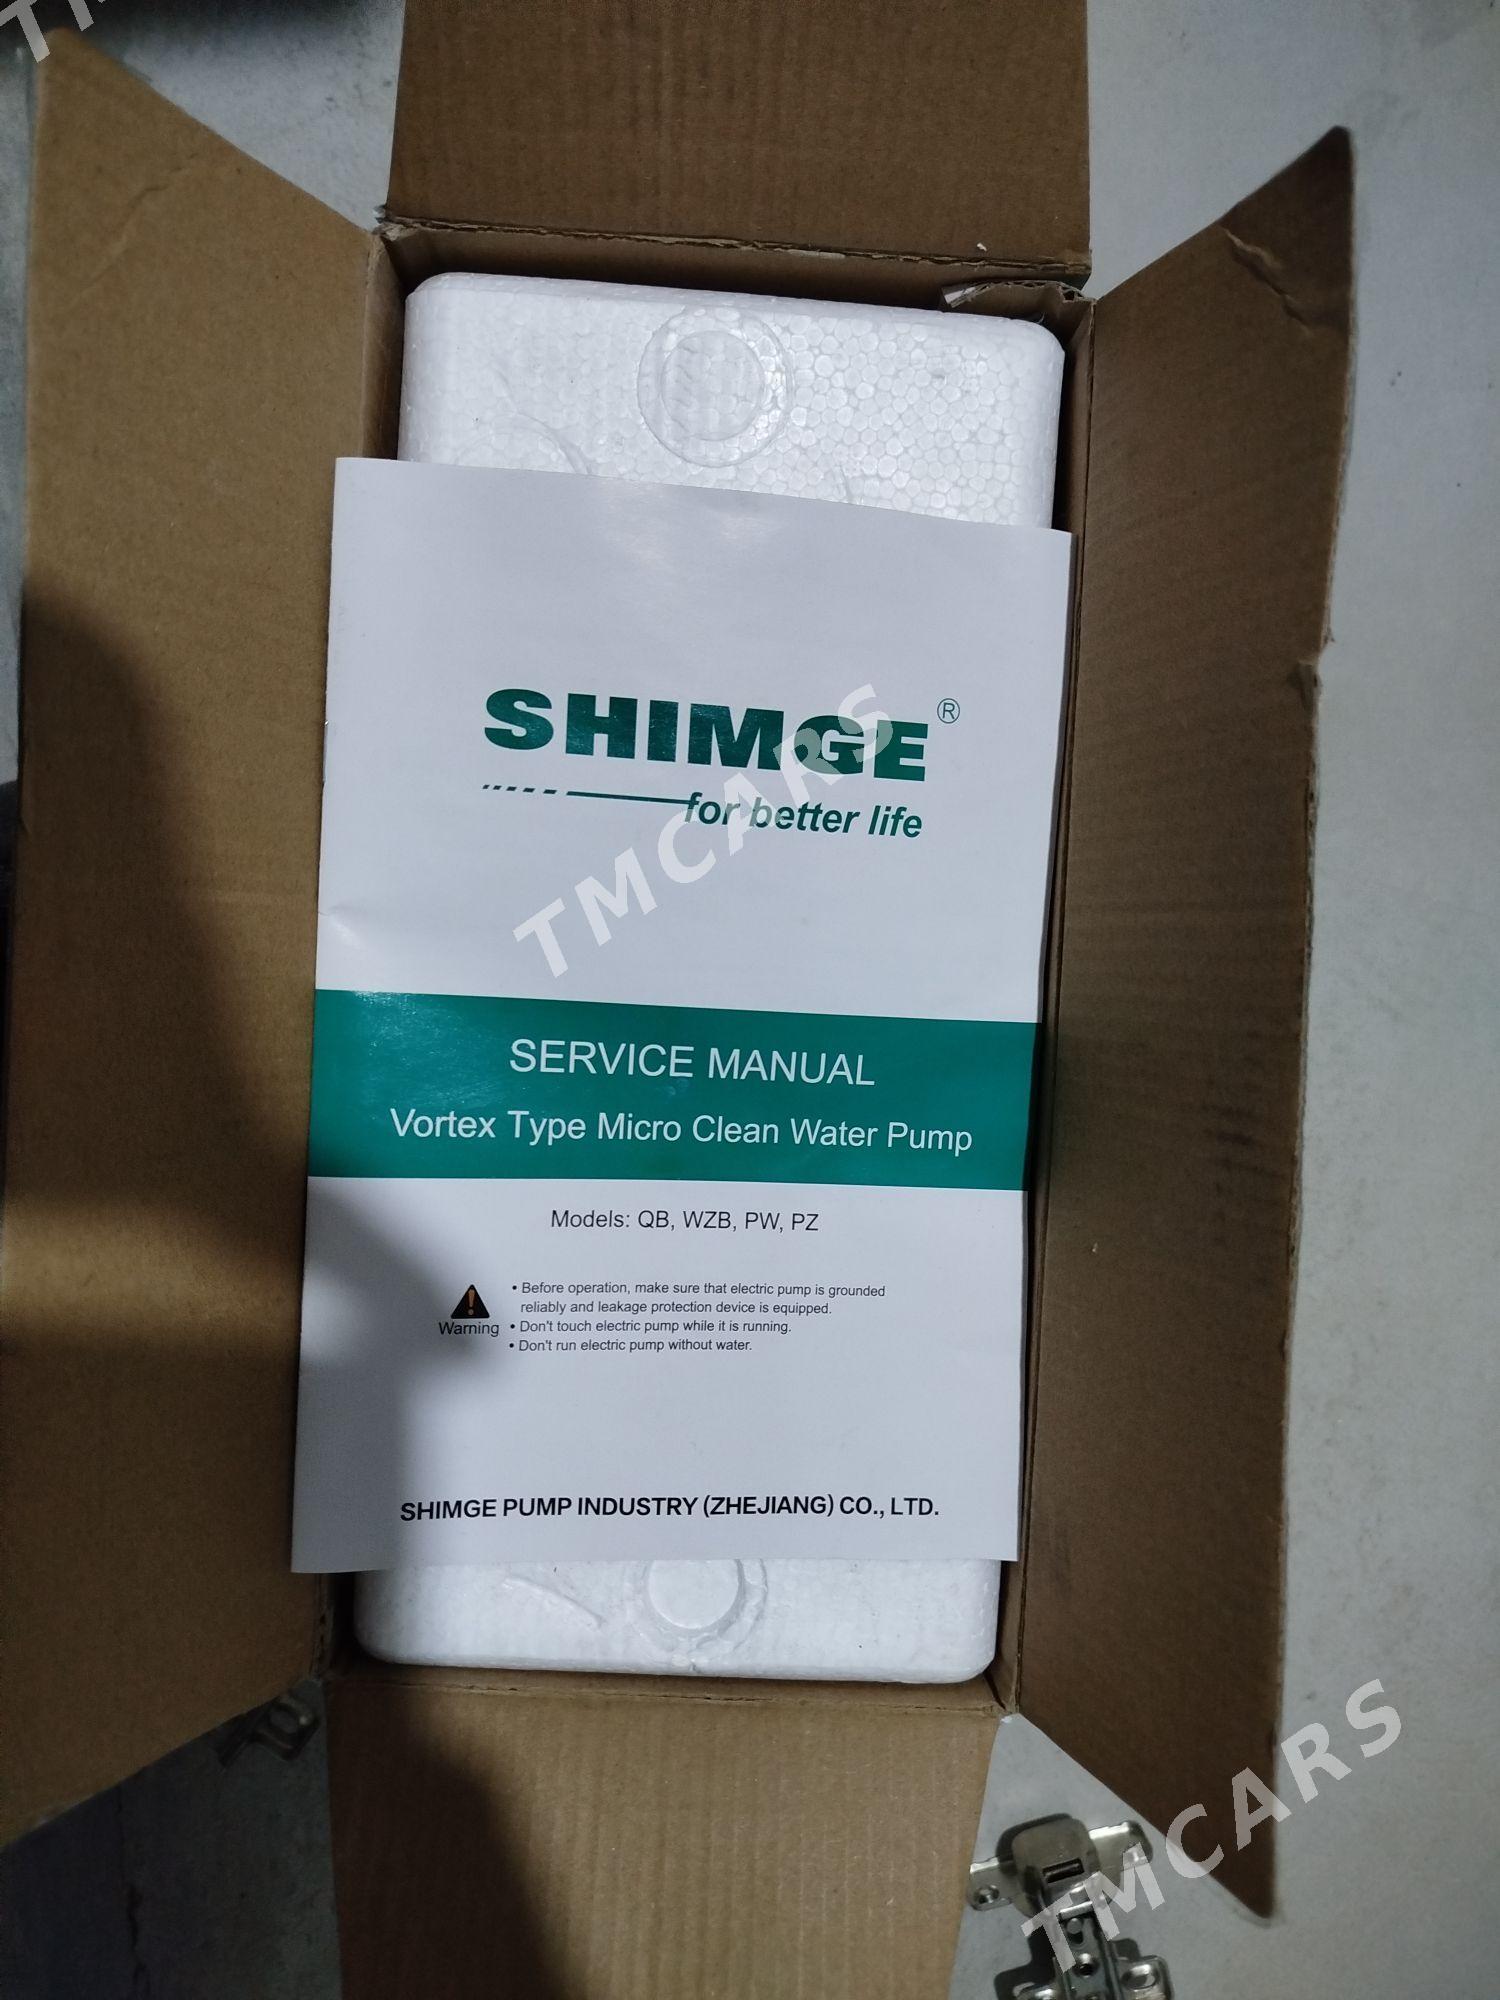 SHIMGE®
for better life
SERVICE MANUAL
Vortex Type Micro Clean Water Pump
Models: QB, WZB, PW, PZ
Warning
• Before operation, make sure that electric pump is grounded
reliably and leakage protection device is equipped.
• Don't touch electric pump while it is running.
• Don't run electric pump without water.
SHIMGE PUMP INDUSTRY (ZHEJIANG) CO., LTD.
TMCARS
TMCARS